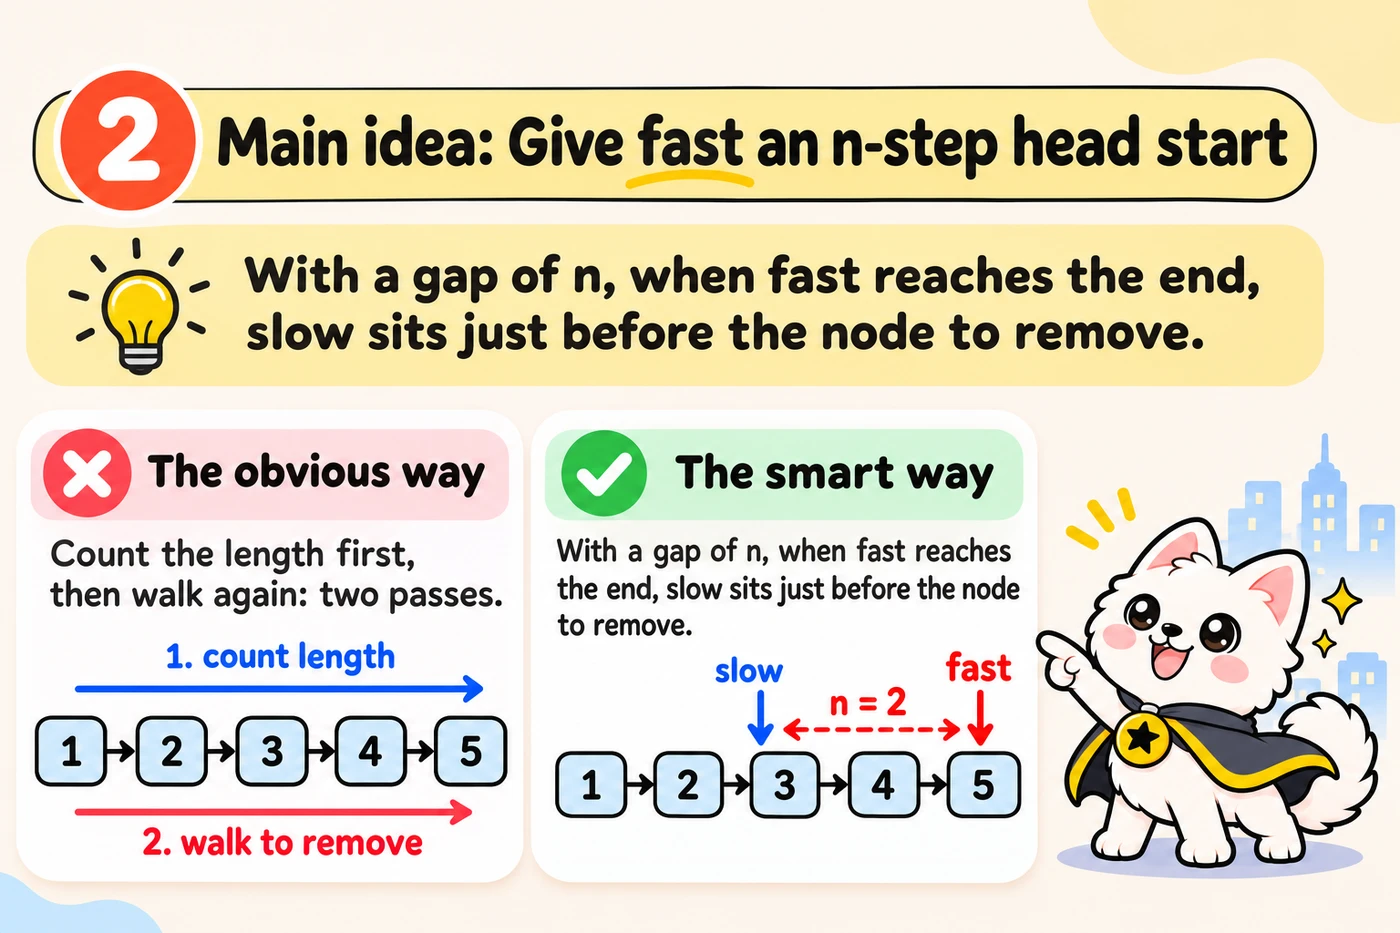 2
Main idea: Give fast an n-step head start
With a gap of n, when fast reaches the end,
slow sits just before the node to remove.
The obvious way
Count the length first,
then walk again: two passes.
1. count length
1 2 3 4 5
2. walk to remove
The smart way
With a gap of n, when fast reaches
the end, slow sits just before the node
to remove.
slow
fast
n = 2
1 2 3 4 5